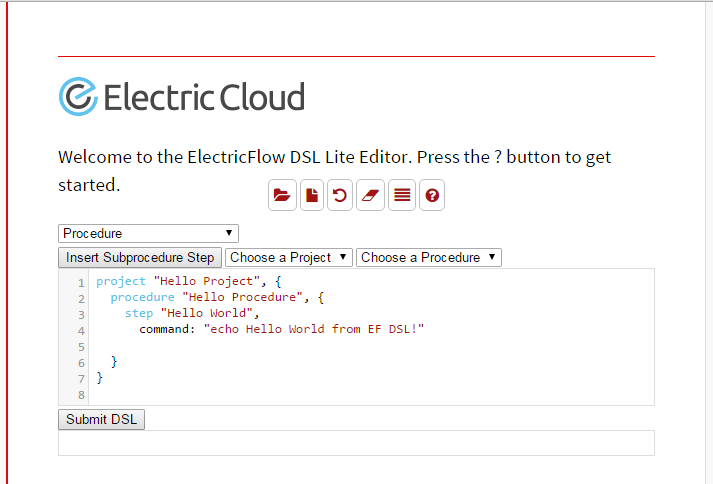 Electric Cloud
Welcome to the ElectricFlow DSL Lite Editor. Press the ? button to get
started.
?
Procedure
Insert Subprocedure Step Choose a Project Choose a Procedure
1 project "Hello Project", {
2 procedure "Hello Procedure", {
3 step "Hello World",
4 command: "echo Hello World from EF DSL!"
5
6 }
7 }
8
Submit DSL